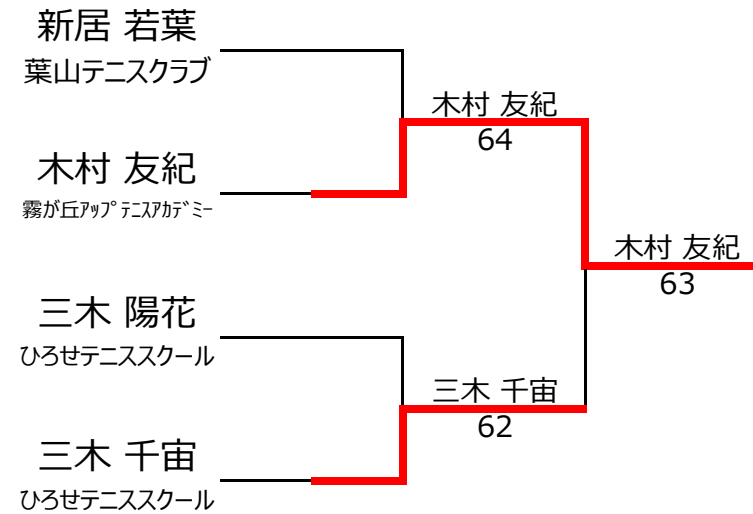 新居 若葉
葉山テニスクラブ
木村 友紀
64
木村 友紀
霧が丘ｱｯﾌﾟﾃﾆｽｱｶﾃﾞﾐｰ
木村 友紀
63
三木 陽花
ひろせテニススクール
三木 千宙
62
三木 千宙
ひろせテニススクール